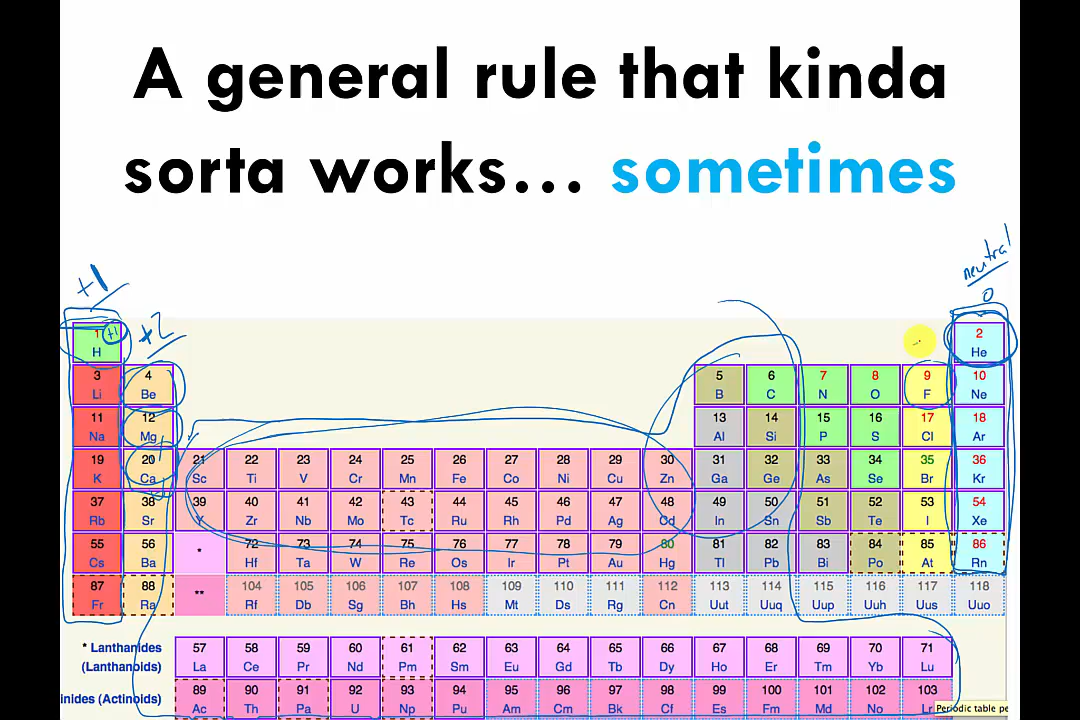 A general rule that kinda
sorta works... sometimes
neutral
+1 +2 0
1 +1 2
H He
3 4 5 6 7 8 9 10
Li Be B C N O F Ne
11 12 13 14 15 16 17 18
Na Mg Al Si P S Cl Ar
19 20 21 22 23 24 25 26 27 28 29 30 31 32 33 34 35 36
K Ca Sc Ti V Cr Mn Fe Co Ni Cu Zn Ga Ge As Se Br Kr
37 38 39 40 41 42 43 44 45 46 47 48 49 50 51 52 53 54
Rb Sr Y Zr Nb Mo Tc Ru Rh Pd Ag Cd In Sn Sb Te I Xe
55 56 * 72 73 74 75 76 77 78 79 80 81 82 83 84 85 86
Cs Ba Hf Ta W Re Os Ir Pt Au Hg Tl Pb Bi Po At Rn
87 88 ** 104 105 106 107 108 109 110 111 112 113 114 115 116 117 118
Fr Ra Rf Db Sg Bh Hs Mt Ds Rg Cn Uut Uuq Uup Uuh Uus Uuo
* Lanthanides 57 58 59 60 61 62 63 64 65 66 67 68 69 70 71
(Lanthanoids) La Ce Pr Nd Pm Sm Eu Gd Tb Dy Ho Er Tm Yb Lu
inides (Actinoids) 89 90 91 92 93 94 95 96 97 98 99 100 101 102 103
Ac Th Pa U Np Pu Am Cm Bk Cf Es Fm Md No Lr Periodic table pe